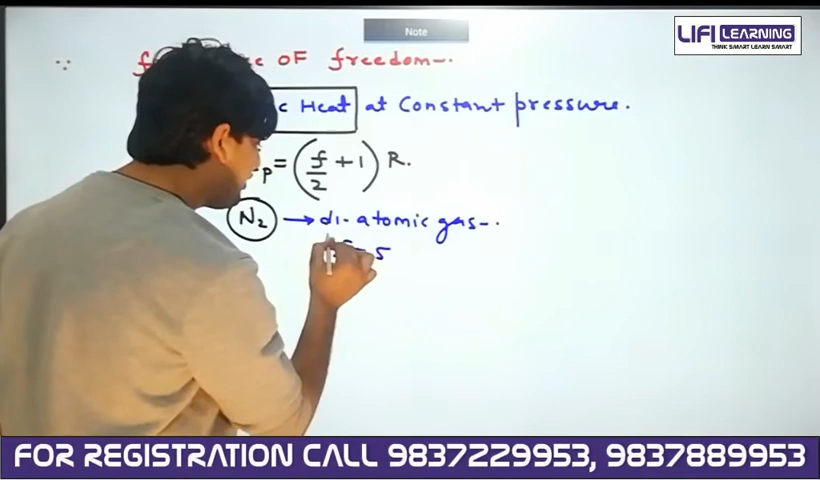 Note
LIFI LEARNING
THINK SMART LEARN SMART
∵ OF freedom-.
Heat at Constant pressure.
p = (f/2 + 1) R.
N₂ → di-atomic gas-.
5
FOR REGISTRATION CALL 9837229953, 9837889953